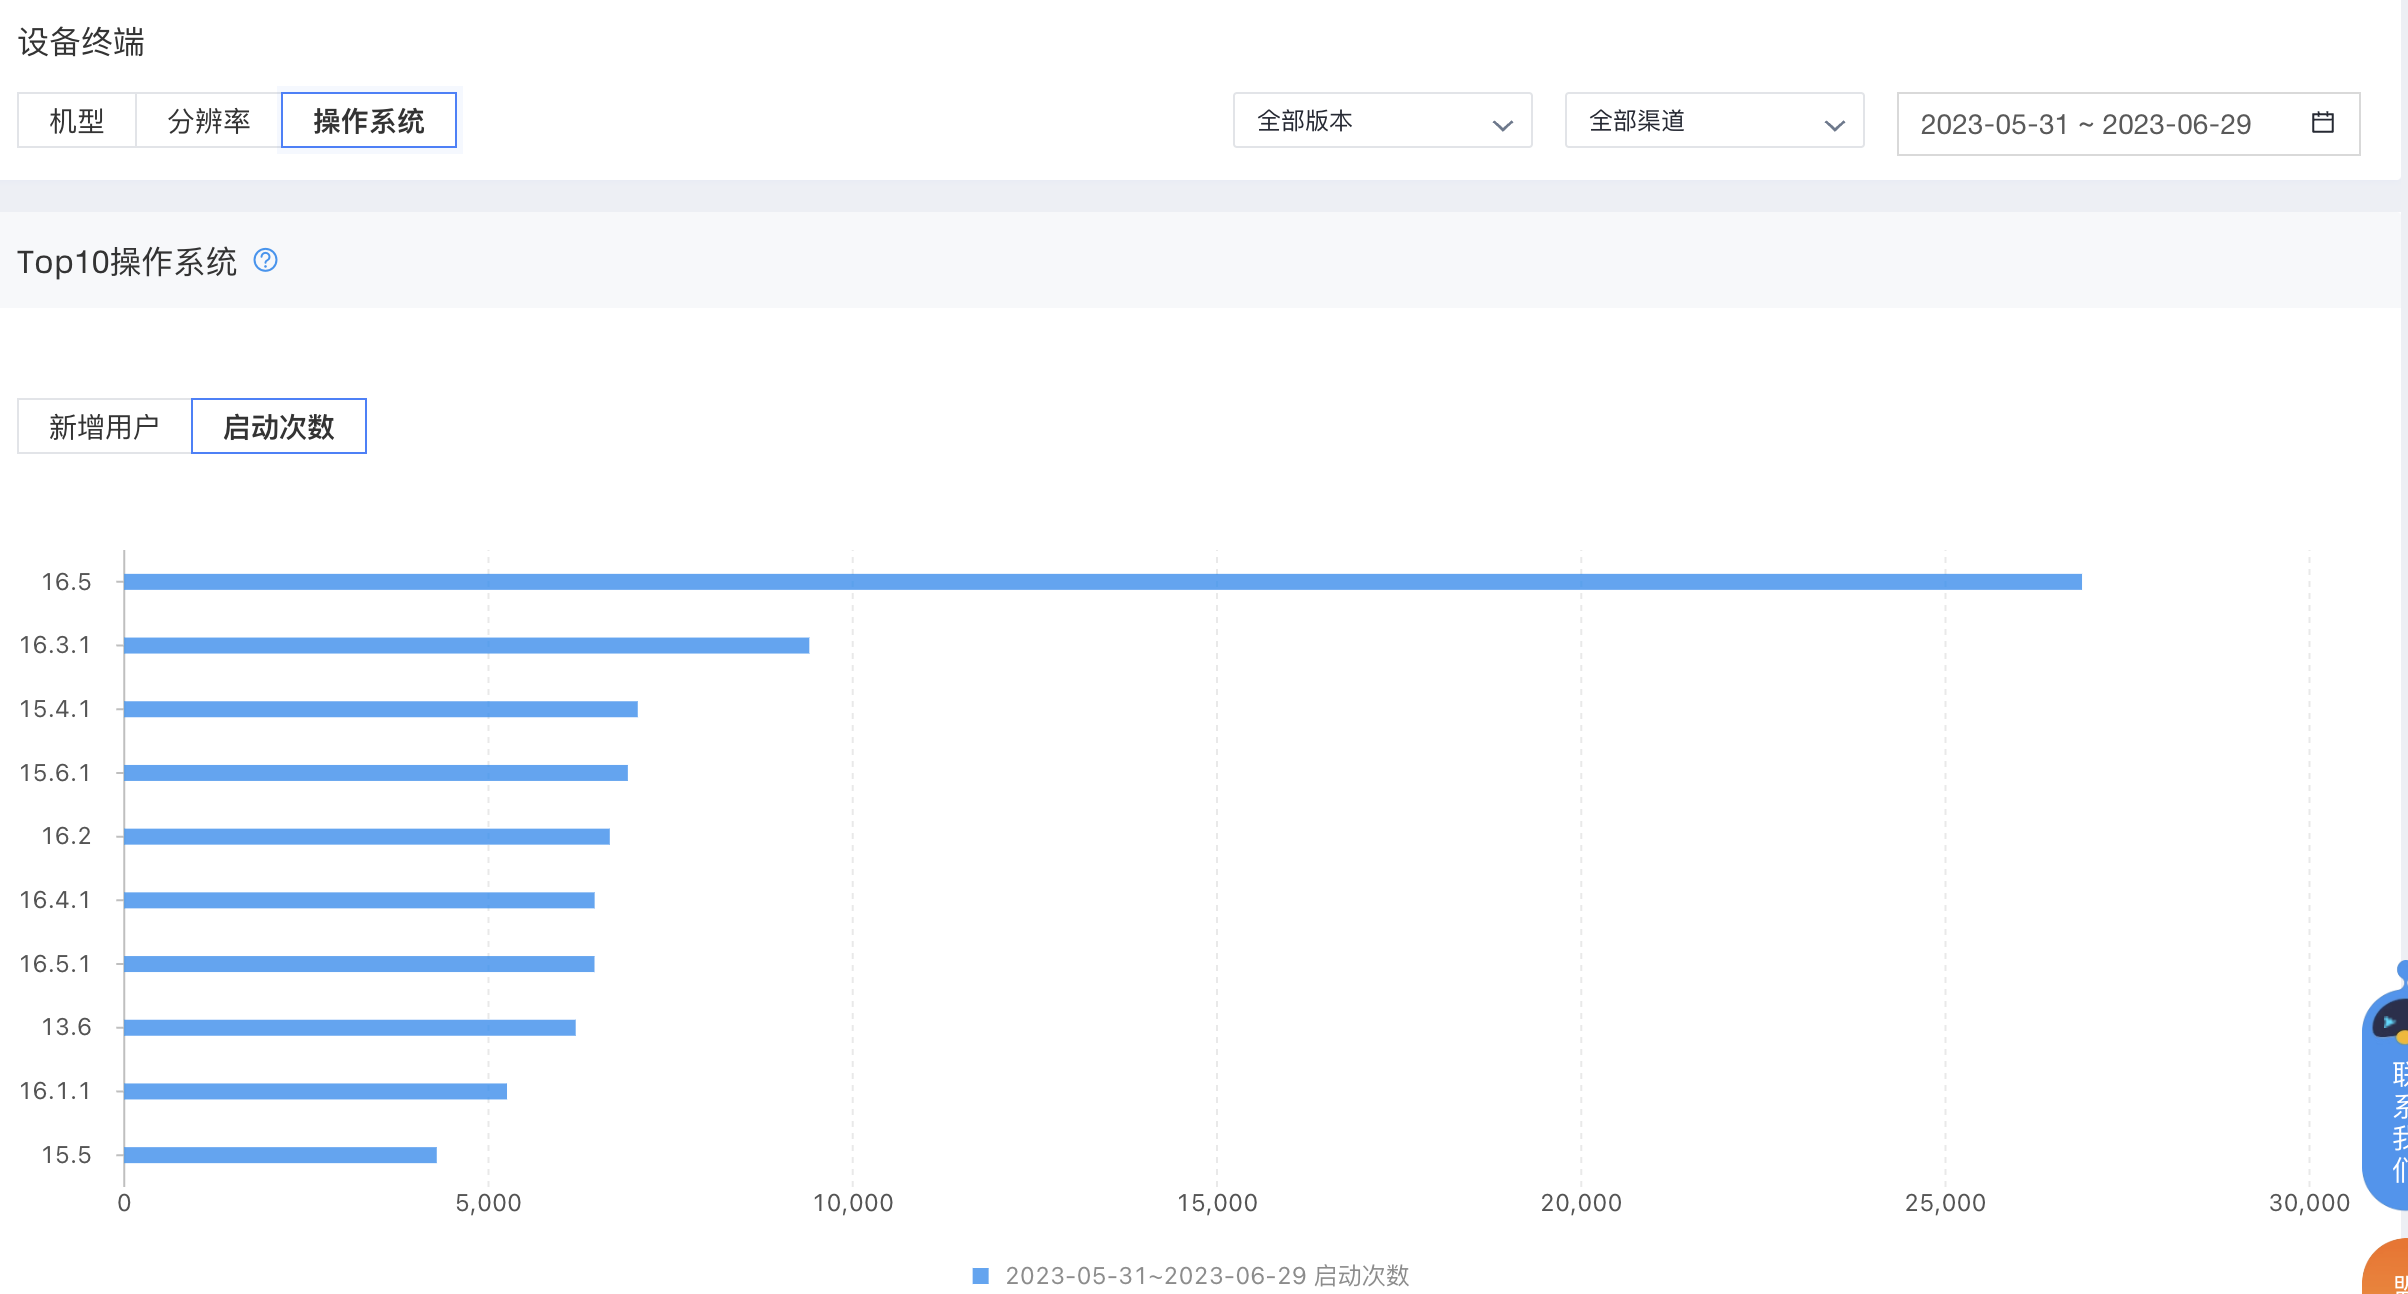 设备终端
机型 分辨率 操作系统 全部版本 全部渠道 2023-05-31 ~ 2023-06-29
Top10操作系统 ?
新增用户 启动次数
16.5
16.3.1
15.4.1
15.6.1
16.2
16.4.1
16.5.1
13.6
16.1.1
15.5
0 5,000 10,000 15,000 20,000 25,000 30,000
2023-05-31~2023-06-29 启动次数
联
系
我
们